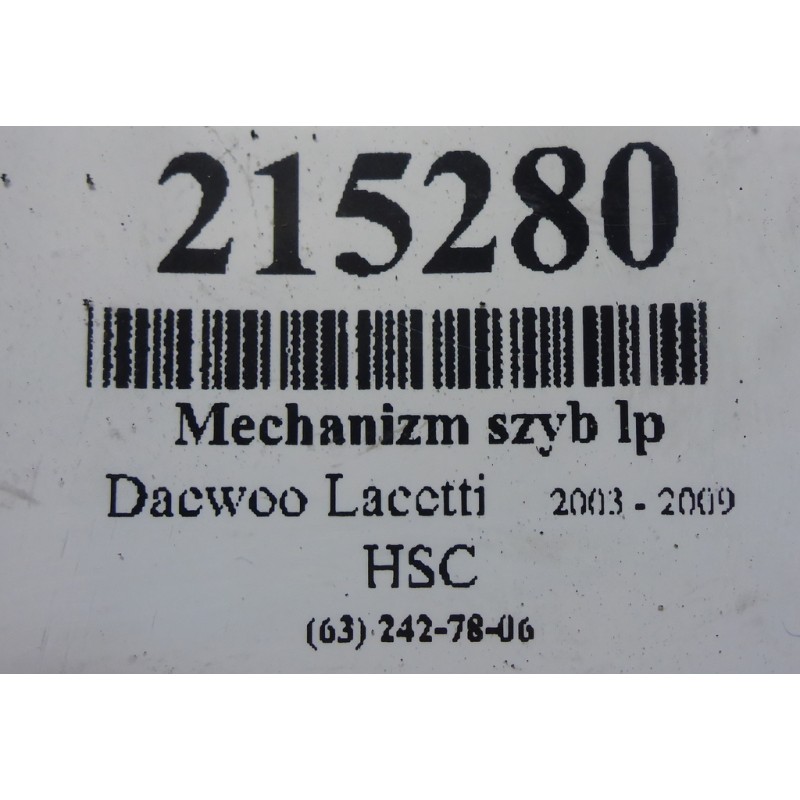 215280
Mechanizm szyb lp
Daewoo Lacetti 2003 - 2009
HSC
(63) 242-78-06